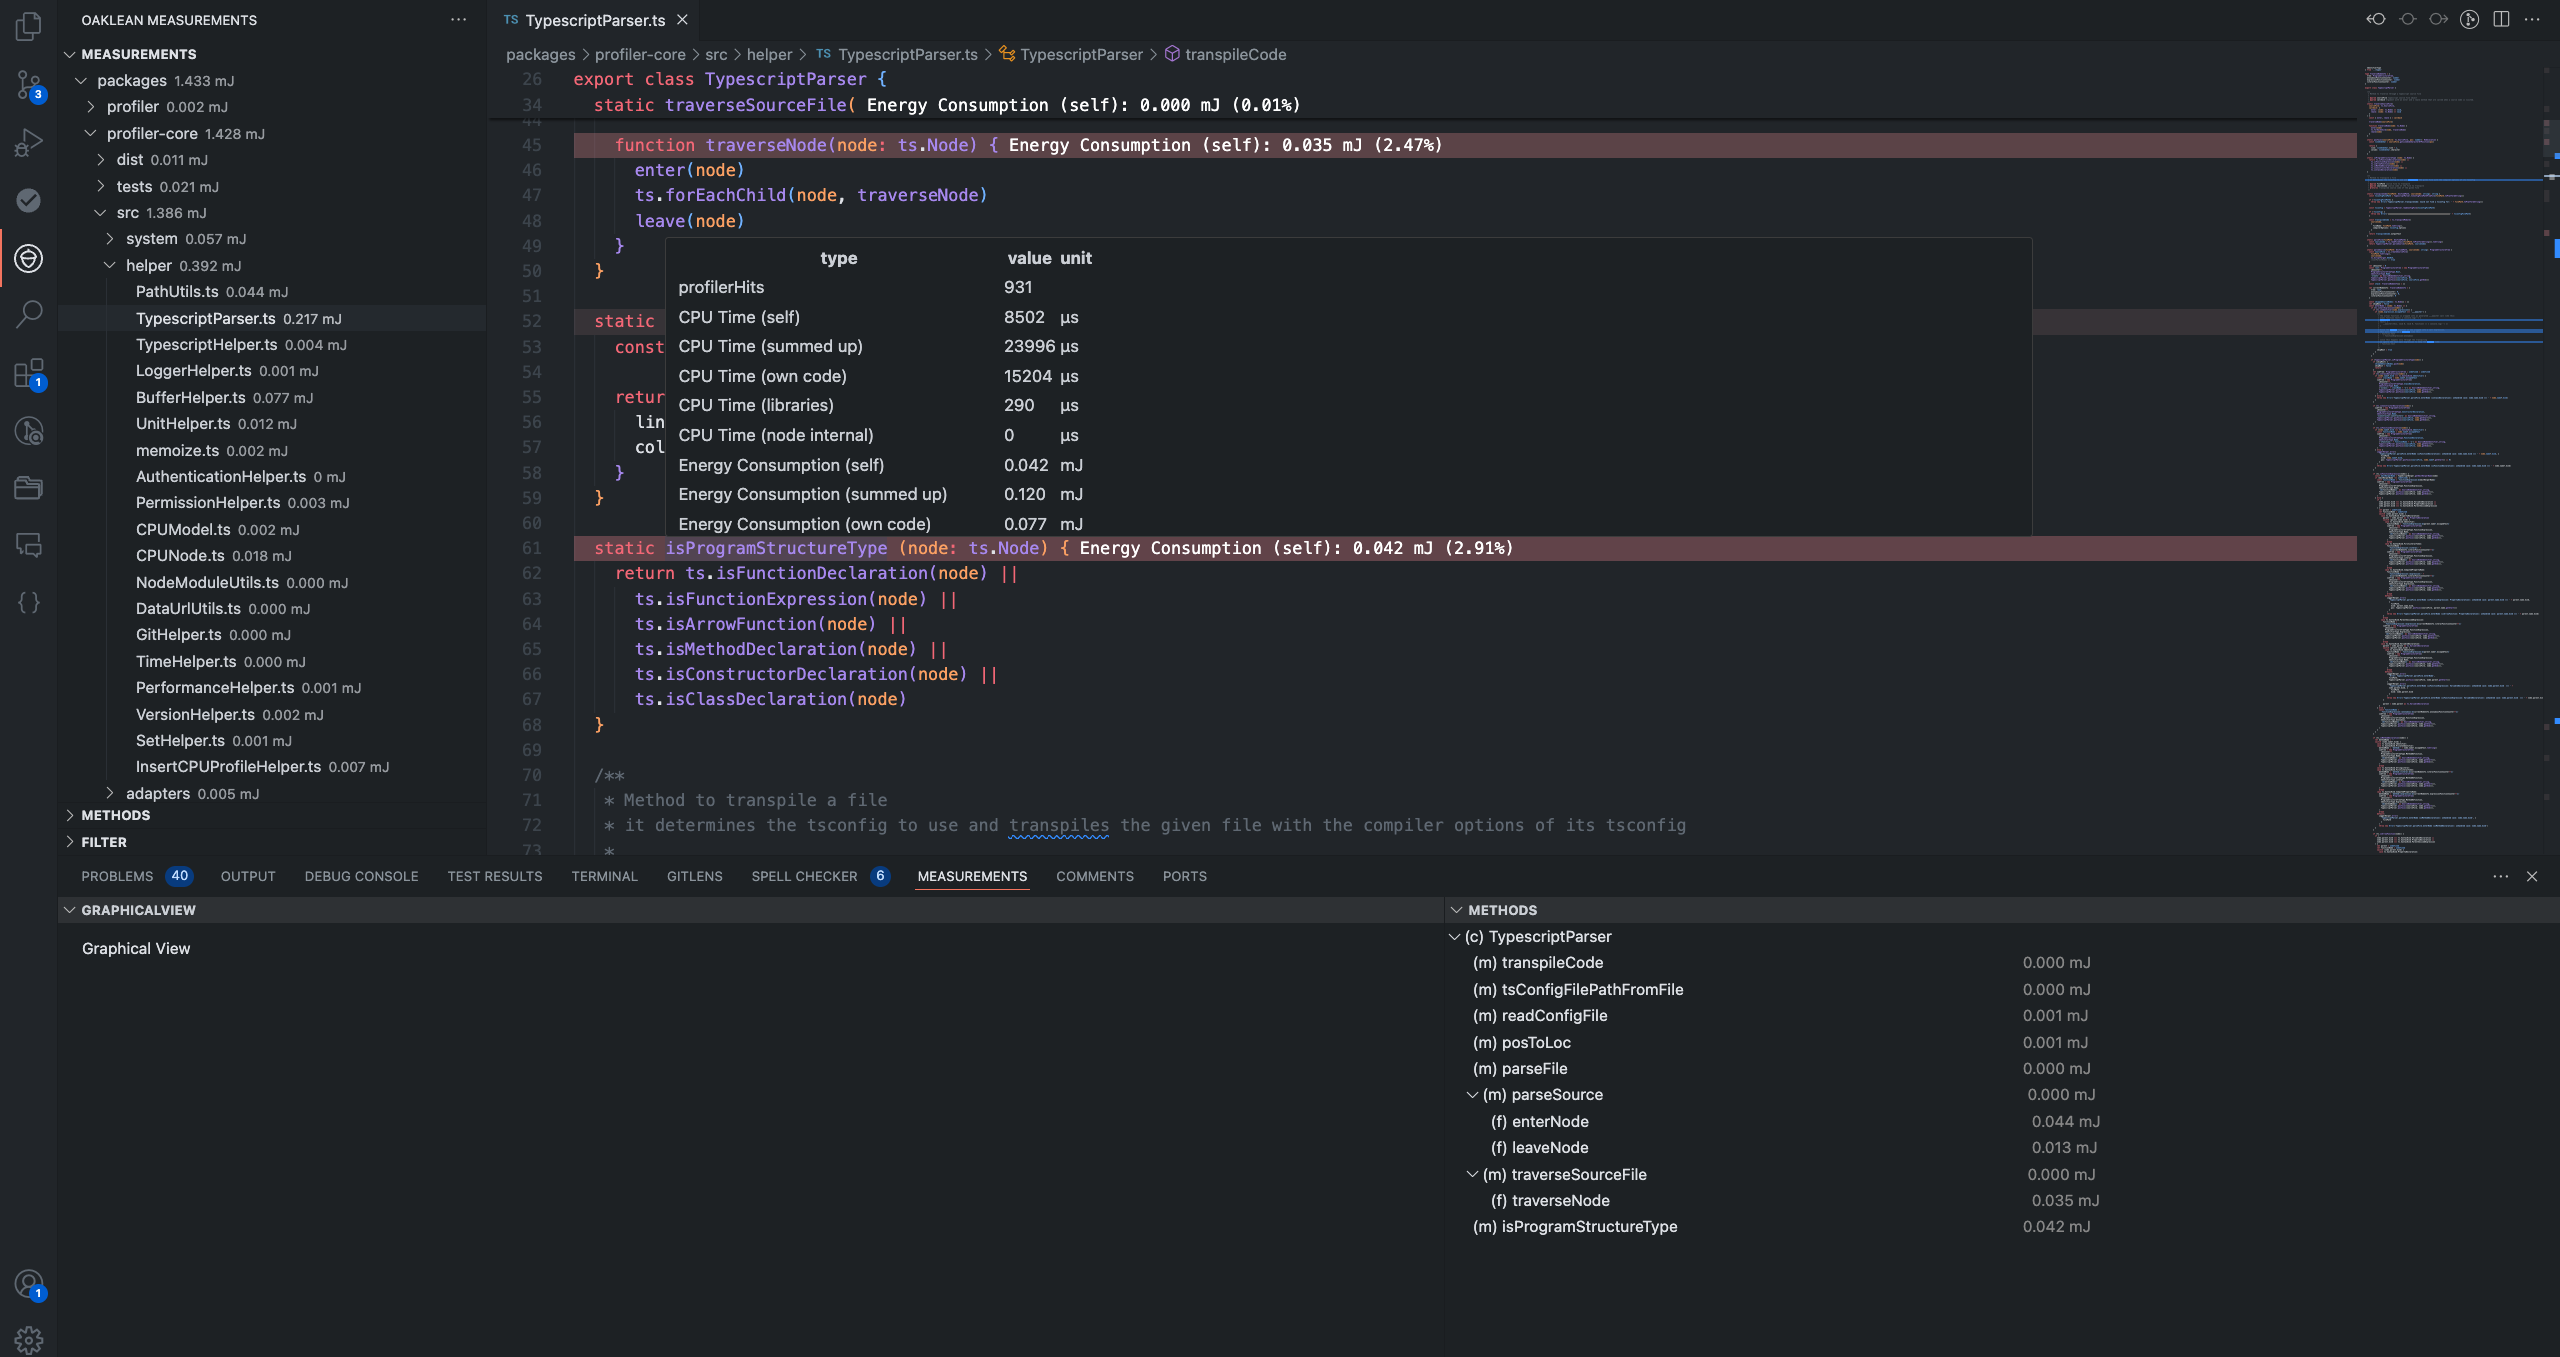 OAKLEAN MEASUREMENTS
MEASUREMENTS
packages 1.433 mJ
profiler 0.002 mJ
profiler-core 1.428 mJ
dist 0.011 mJ
tests 0.021 mJ
src 1.386 mJ
system 0.057 mJ
helper 0.392 mJ
PathUtils.ts 0.044 mJ
TypescriptParser.ts 0.217 mJ
TypescriptHelper.ts 0.004 mJ
LoggerHelper.ts 0.001 mJ
BufferHelper.ts 0.077 mJ
UnitHelper.ts 0.012 mJ
memoize.ts 0.002 mJ
AuthenticationHelper.ts 0 mJ
PermissionHelper.ts 0.003 mJ
CPUModel.ts 0.002 mJ
CPUNode.ts 0.018 mJ
NodeModuleUtils.ts 0.000 mJ
DataUrlUtils.ts 0.000 mJ
GitHelper.ts 0.000 mJ
TimeHelper.ts 0.000 mJ
PerformanceHelper.ts 0.001 mJ
VersionHelper.ts 0.002 mJ
SetHelper.ts 0.001 mJ
InsertCPUProfileHelper.ts 0.007 mJ
adapters 0.005 mJ
METHODS
FILTER
3
1
1
TS TypescriptParser.ts
packages > profiler-core > src > helper > TS TypescriptParser.ts > TypescriptParser > transpileCode
26 export class TypescriptParser {
34 static traverseSourceFile( Energy Consumption (self): 0.000 mJ (0.01%)
44
45 function traverseNode(node: ts.Node) { Energy Consumption (self): 0.035 mJ (2.47%)
46 enter(node)
47 ts.forEachChild(node, traverseNode)
48 leave(node)
49 }
50 }
51
52 static
53 const
54
55 retur
56 lin
57 col
58 }
59 }
60
type value unit
profilerHits 931
CPU Time (self) 8502 µs
CPU Time (summed up) 23996 µs
CPU Time (own code) 15204 µs
CPU Time (libraries) 290 µs
CPU Time (node internal) 0 µs
Energy Consumption (self) 0.042 mJ
Energy Consumption (summed up) 0.120 mJ
Energy Consumption (own code) 0.077 mJ
61 static isProgramStructureType (node: ts.Node) { Energy Consumption (self): 0.042 mJ (2.91%)
62 return ts.isFunctionDeclaration(node) ||
63 ts.isFunctionExpression(node) ||
64 ts.isArrowFunction(node) ||
65 ts.isMethodDeclaration(node) ||
66 ts.isConstructorDeclaration(node) ||
67 ts.isClassDeclaration(node)
68 }
69
70 /**
71 * Method to transpile a file
72 * it determines the tsconfig to use and transpiles the given file with the compiler options of its tsconfig
73 *
PROBLEMS 40 OUTPUT DEBUG CONSOLE TEST RESULTS TERMINAL GITLENS SPELL CHECKER 6 MEASUREMENTS COMMENTS PORTS
GRAPHICALVIEW
Graphical View
METHODS
(c) TypescriptParser
(m) transpileCode 0.000 mJ
(m) tsConfigFilePathFromFile 0.000 mJ
(m) readConfigFile 0.001 mJ
(m) posToLoc 0.001 mJ
(m) parseFile 0.000 mJ
(m) parseSource 0.000 mJ
(f) enterNode 0.044 mJ
(f) leaveNode 0.013 mJ
(m) traverseSourceFile 0.000 mJ
(f) traverseNode 0.035 mJ
(m) isProgramStructureType 0.042 mJ